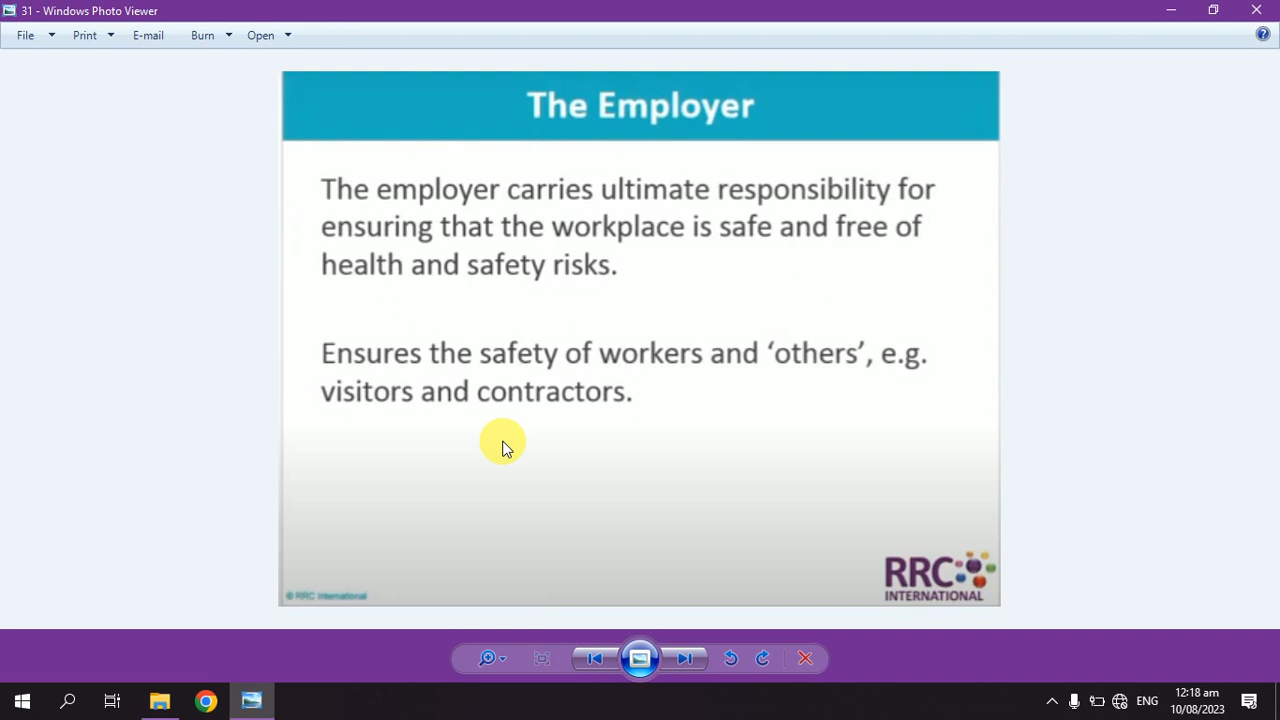 31 - Windows Photo Viewer
File Print E-mail Burn Open
The Employer
The employer carries ultimate responsibility for
ensuring that the workplace is safe and free of
health and safety risks.
Ensures the safety of workers and ‘others’, e.g.
visitors and contractors.
RRC
INTERNATIONAL
© RRC International
ENG
12:18 am
10/08/2023